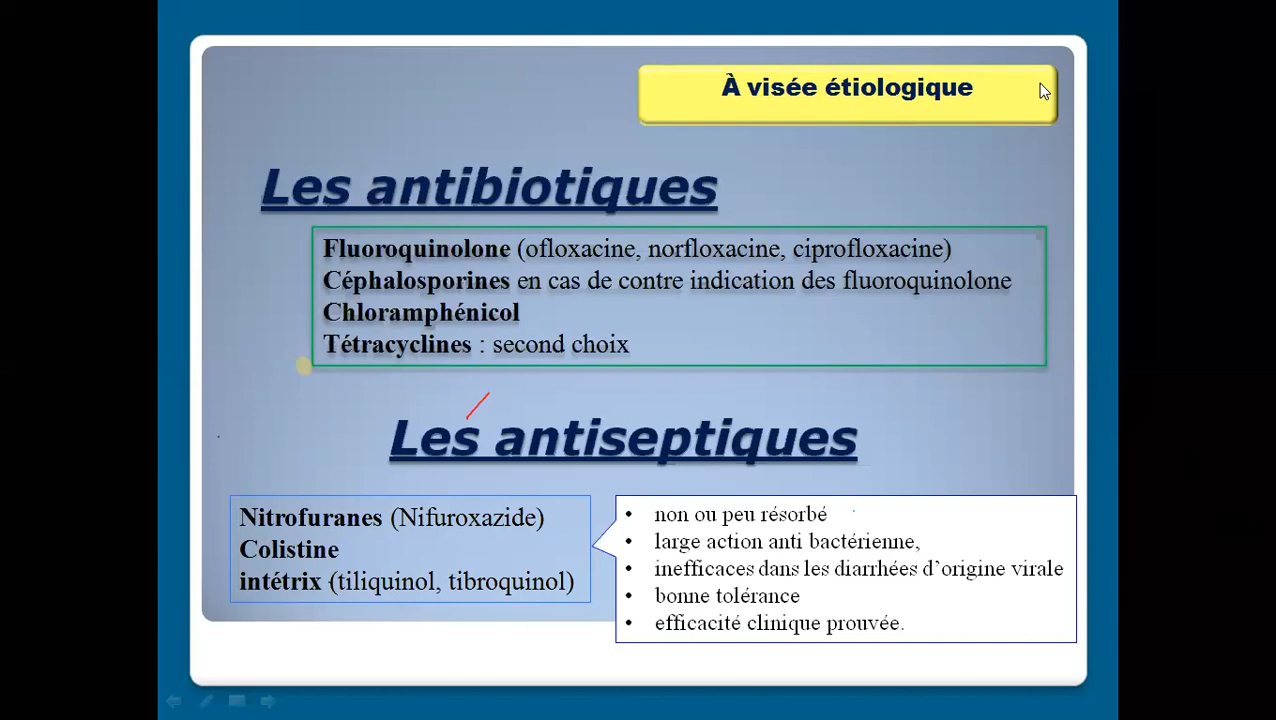 À visée étiologique
Les antibiotiques
Fluoroquinolone (ofloxacine, norfloxacine, ciprofloxacine)
Céphalosporines en cas de contre indication des fluoroquinolone
Chloramphénicol
Tétracyclines : second choix
Les antiseptiques
Nitrofuranes (Nifuroxazide)
Colistine
intétrix (tiliquinol, tibroquinol)
• non ou peu résorbé
• large action anti bactérienne,
• inefficaces dans les diarrhées d’origine virale
• bonne tolérance
• efficacité clinique prouvée.